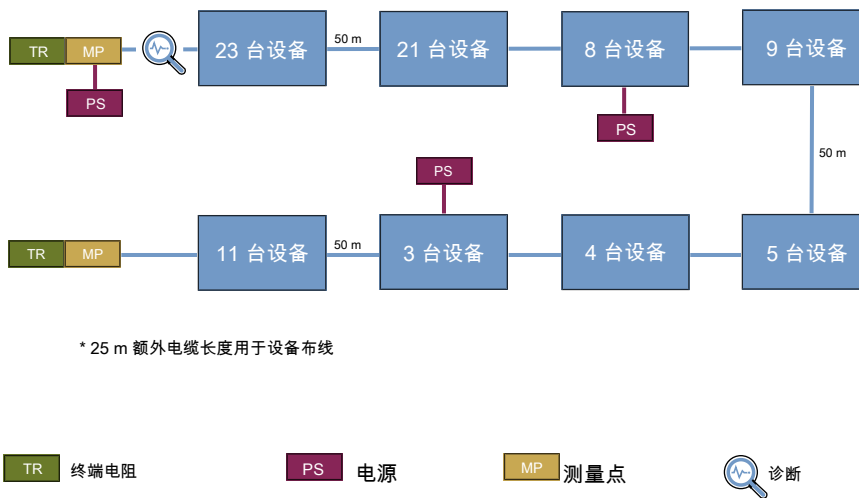 TR MP 23 台设备 50 m 21 台设备 8 台设备 9 台设备
PS
PS
50 m
PS
TR MP 11 台设备 50 m 3 台设备 4 台设备 5 台设备
* 25 m 额外电缆长度用于设备布线
TR 终端电阻 PS 电源 MP 测量点 诊断